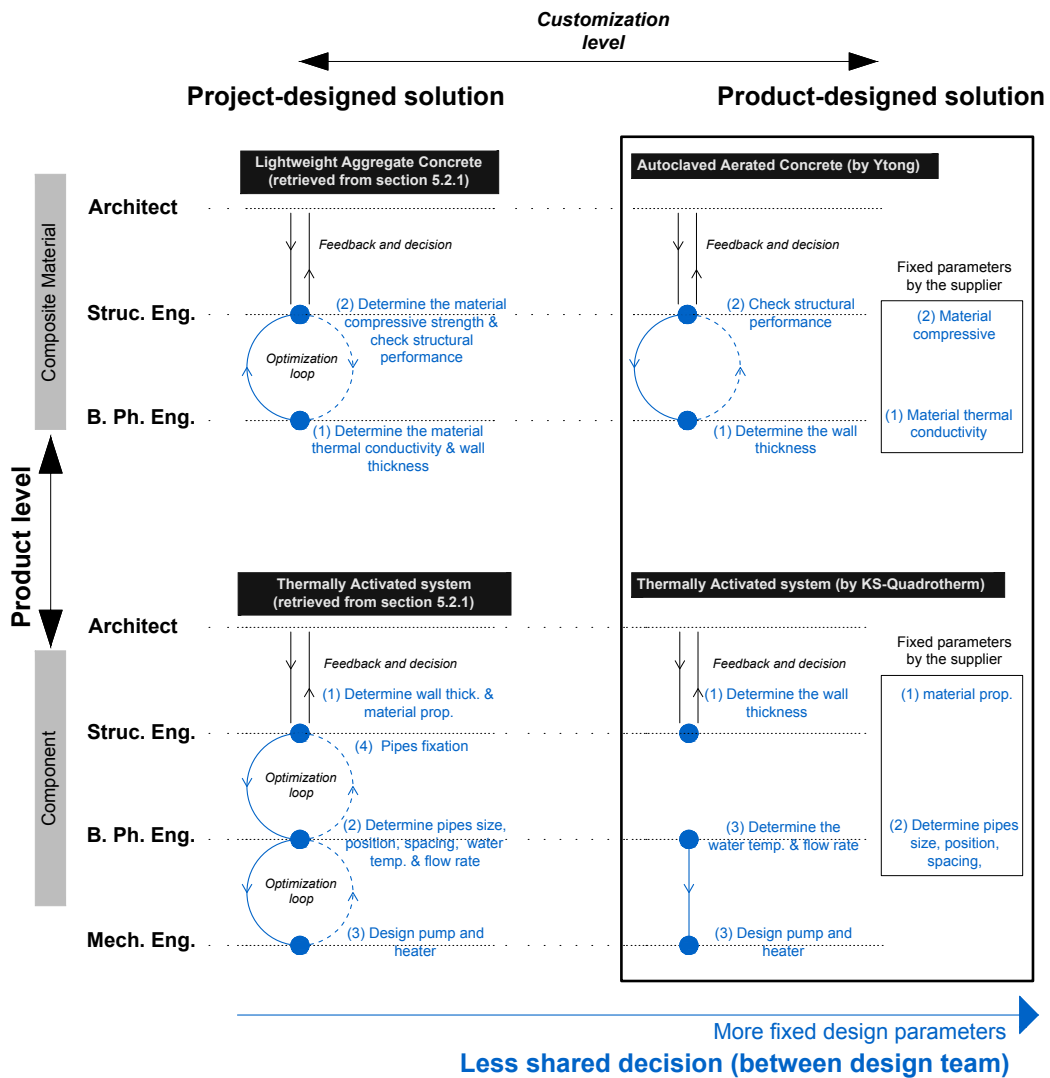 Customization
level
Project-designed solution
Product-designed solution
Lightweight Aggregate Concrete
(retrieved from section 5.2.1)
Autoclaved Aerated Concrete (by Ytong)
Composite Material
Architect
Feedback and decision
Feedback and decision
Fixed parameters
by the supplier
Struc. Eng.
(2) Determine the material
compressive strength &
check structural
performance
(2) Check structural
performance
(2) Material
compressive
Optimization
loop
B. Ph. Eng.
(1) Determine the material
thermal conductivity & wall
thickness
(1) Determine the wall
thickness
(1) Material thermal
conductivity
Product level
Thermally Activated system
(retrieved from section 5.2.1)
Thermally Activated system (by KS-Quadrotherm)
Component
Architect
Feedback and decision
Feedback and decision
Fixed parameters
by the supplier
(1) Determine wall thick. &
material prop.
(1) Determine the wall
thickness
(1) material prop.
Struc. Eng.
(4) Pipes fixation
Optimization
loop
B. Ph. Eng.
(2) Determine pipes size,
position, spacing, water
temp. & flow rate
(3) Determine the
water temp. & flow rate
(2) Determine pipes
size, position,
spacing,
Optimization
loop
Mech. Eng.
(3) Design pump and
heater
(3) Design pump and
heater
More fixed design parameters
Less shared decision (between design team)